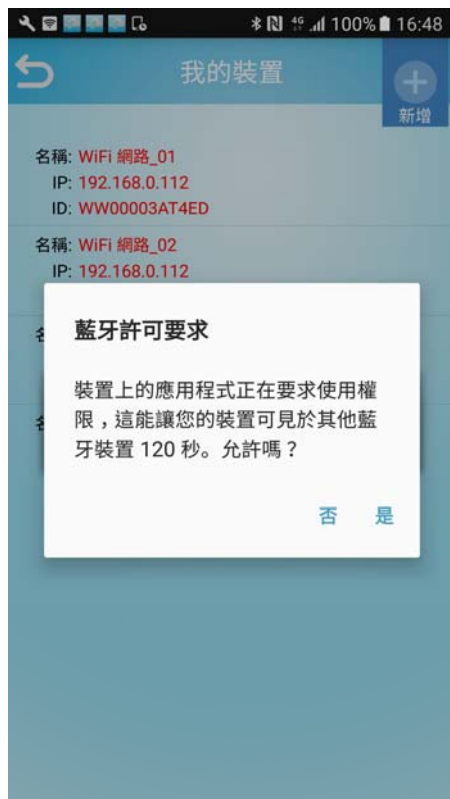 4G 100% 16:48
我的裝置
新增
名稱: WiFi 網路_01
IP: 192.168.0.112
ID: WW00003AT4ED
名稱: WiFi 網路_02
IP: 192.168.0.112
藍牙許可要求
裝置上的應用程式正在要求使用權
限，這能讓您的裝置可見於其他藍
牙裝置 120 秒。允許嗎？
否 是